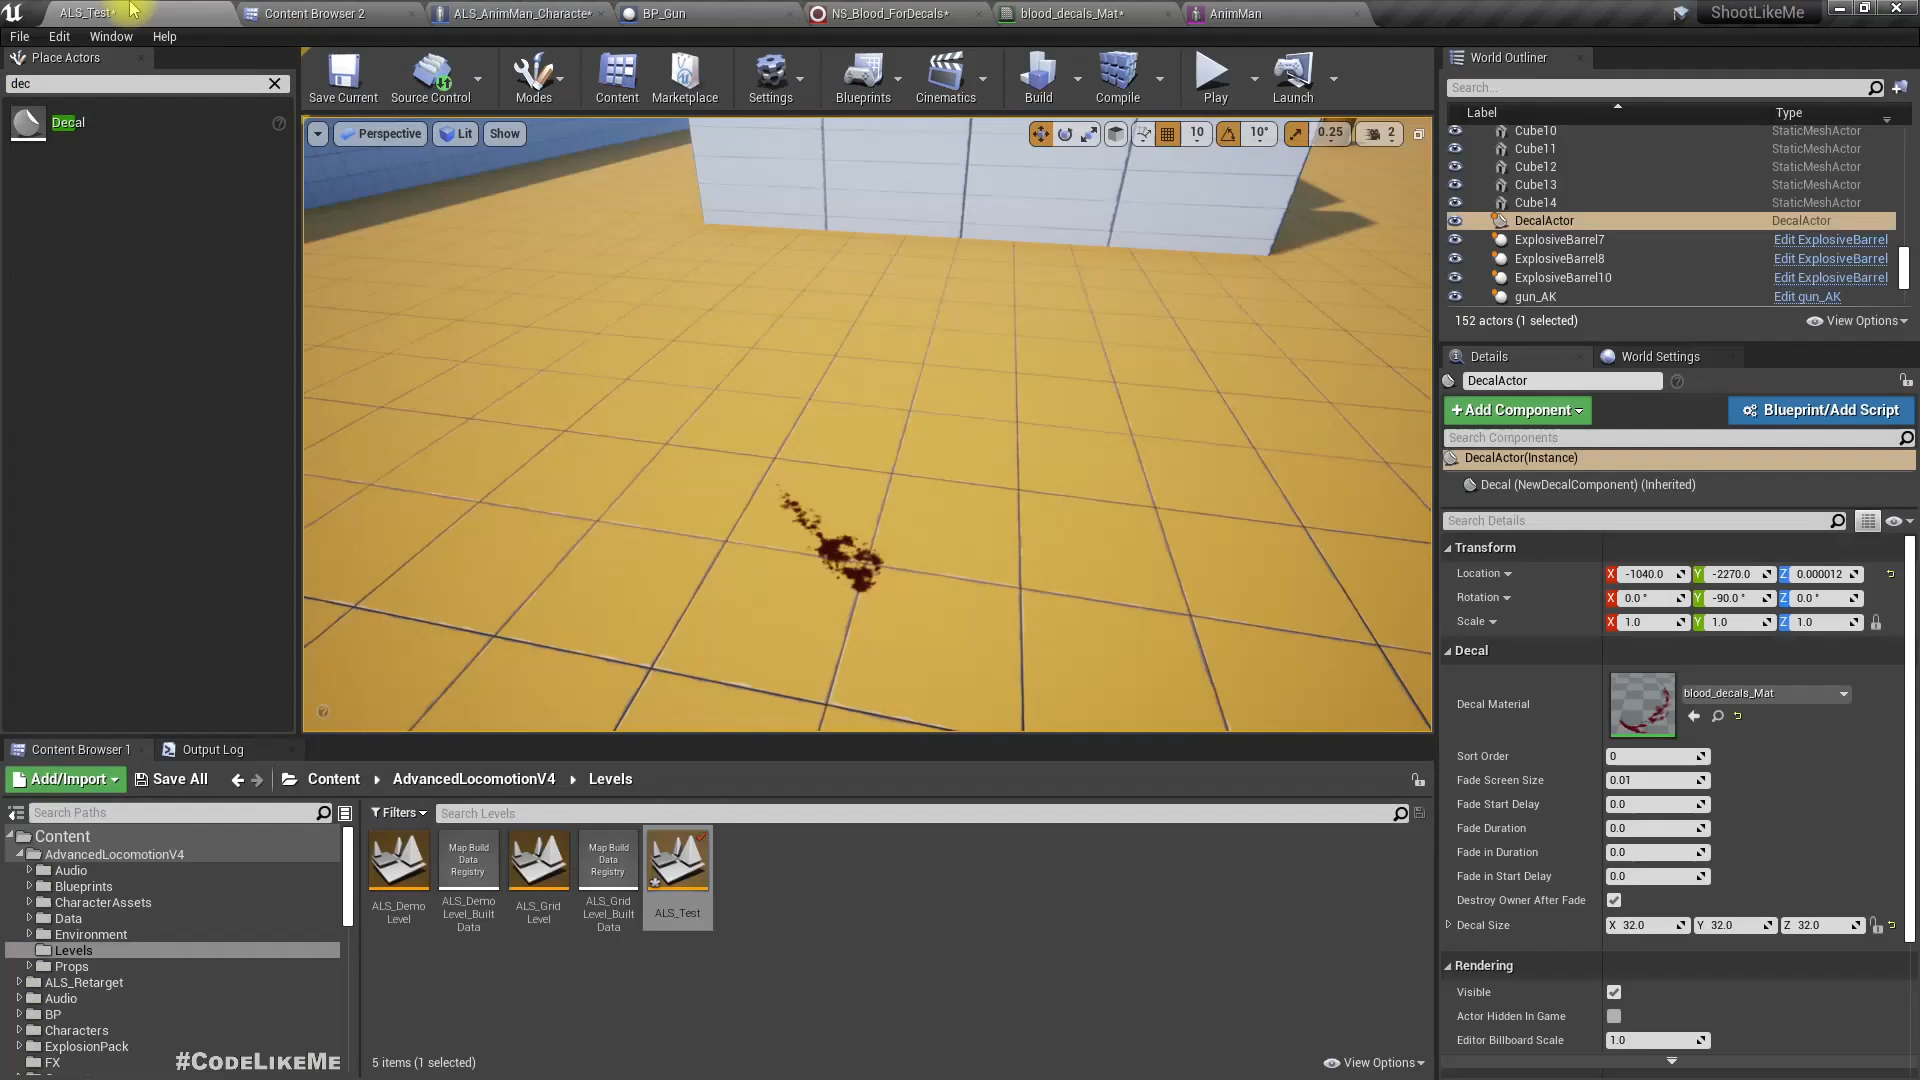 ALS_Test*
Content Browser 2
ALS_AnimMan_Characte*
BP_Gun
NS_Blood_ForDecals*
blood_decals_Mat*
AnimMan
ShootLikeMe
File
Edit
Window
Help
Place Actors
dec
Decal
Save Current
Source Control
Modes
Content
Marketplace
Settings
Blueprints
Cinematics
Build
Compile
Play
Launch
Perspective
Lit
Show
10
10°
0.25
2
World Outliner
Search...
Label
Type
Cube10
StaticMeshActor
Cube11
StaticMeshActor
Cube12
StaticMeshActor
Cube13
StaticMeshActor
Cube14
StaticMeshActor
DecalActor
DecalActor
ExplosiveBarrel7
Edit ExplosiveBarrel
ExplosiveBarrel8
Edit ExplosiveBarrel
ExplosiveBarrel10
Edit ExplosiveBarrel
gun_AK
Edit gun_AK
152 actors (1 selected)
View Options
Details
World Settings
DecalActor
+Add Component
Blueprint/Add Script
Search Components
DecalActor(Instance)
Decal (NewDecalComponent) (Inherited)
Search Details
Transform
Location
X -1040.0
Y -2270.0
Z 0.000012
Rotation
X 0.0 °
Y -90.0 °
Z 0.0 °
Scale
X 1.0
Y 1.0
Z 1.0
Decal
Decal Material
blood_decals_Mat
Sort Order
0
Fade Screen Size
0.01
Fade Start Delay
0.0
Fade Duration
0.0
Fade in Duration
0.0
Fade in Start Delay
0.0
Destroy Owner After Fade
Decal Size
X 32.0
Y 32.0
Z 32.0
Rendering
Visible
Actor Hidden In Game
Editor Billboard Scale
1.0
Content Browser 1
Output Log
Add/Import
Save All
Content
AdvancedLocomotionV4
Levels
Search Paths
Filters
Search Levels
Content
AdvancedLocomotionV4
Audio
Blueprints
CharacterAssets
Data
Environment
Levels
Props
ALS_Retarget
Audio
BP
Characters
ExplosionPack
FX
ALS_Demo
Level
Map Build
Data
Registry
ALS_Demo
Level_Built
Data
ALS_Grid
Level
Map Build
Data
Registry
ALS_Grid
Level_Built
Data
ALS_Test
5 items (1 selected)
View Options
#CodeLikeMe